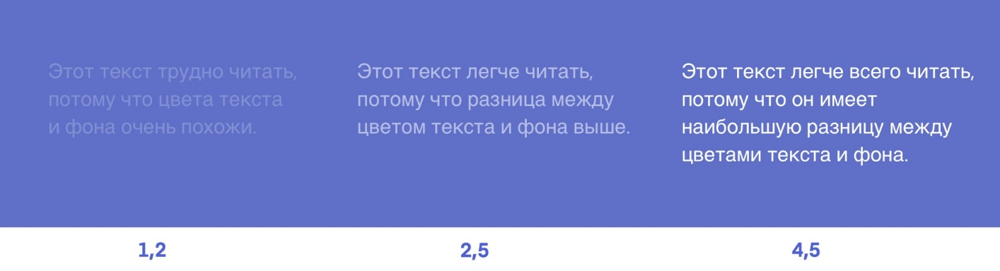 Этот текст трудно читать,
потому что цвета текста
и фона очень похожи.
Этот текст легче читать,
потому что разница между
цветом текста и фона выше.
Этот текст легче всего читать,
потому что он имеет
наибольшую разницу между
цветами текста и фона.
1,2
2,5
4,5